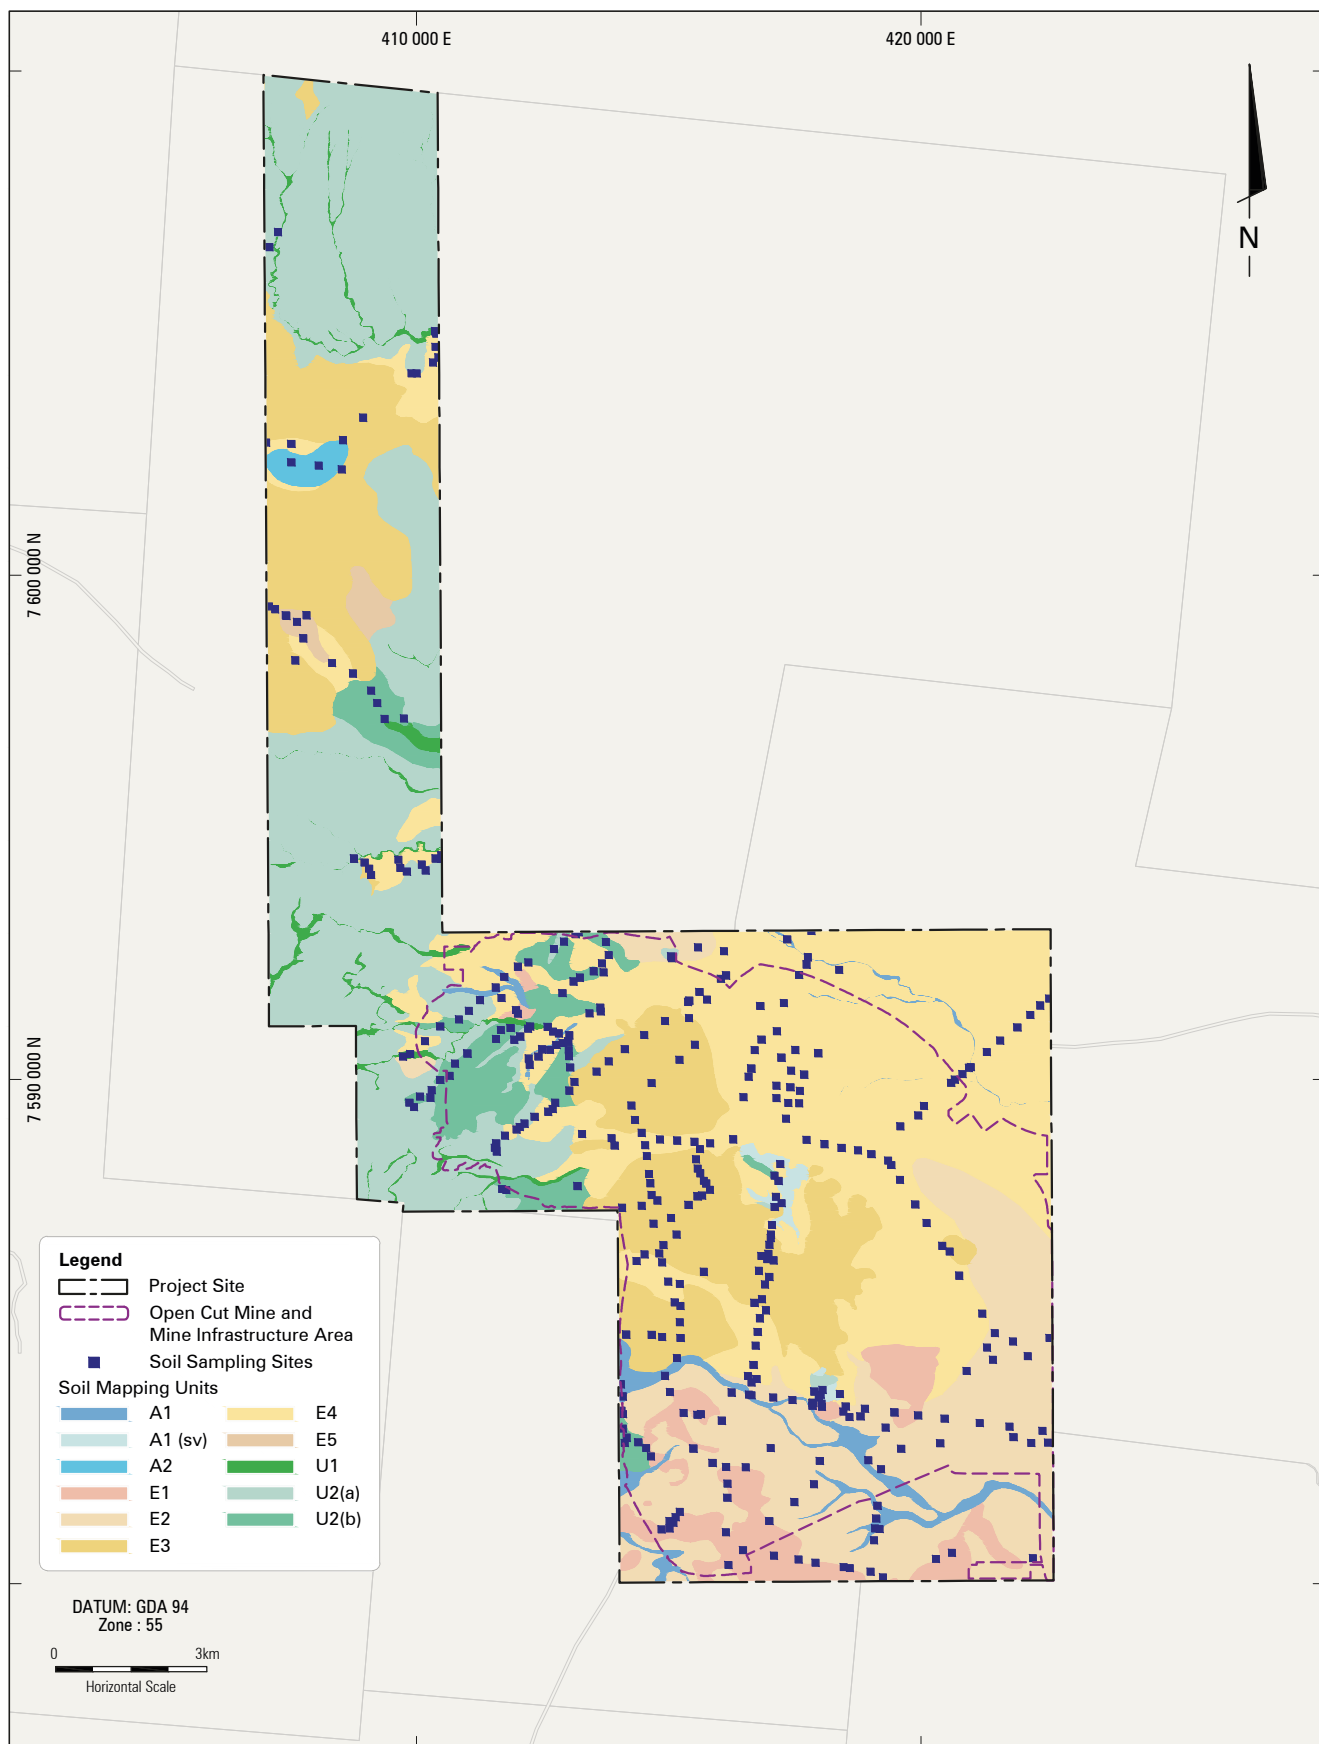 410 000 E
420 000 E
N
7 600 000 N
7 590 000 N
Legend
Project Site
Open Cut Mine and
Mine Infrastructure Area
Soil Sampling Sites
Soil Mapping Units
A1
A1 (sv)
A2
E1
E2
E3
E4
E5
U1
U2(a)
U2(b)
DATUM: GDA 94
Zone : 55
0 3km
Horizontal Scale